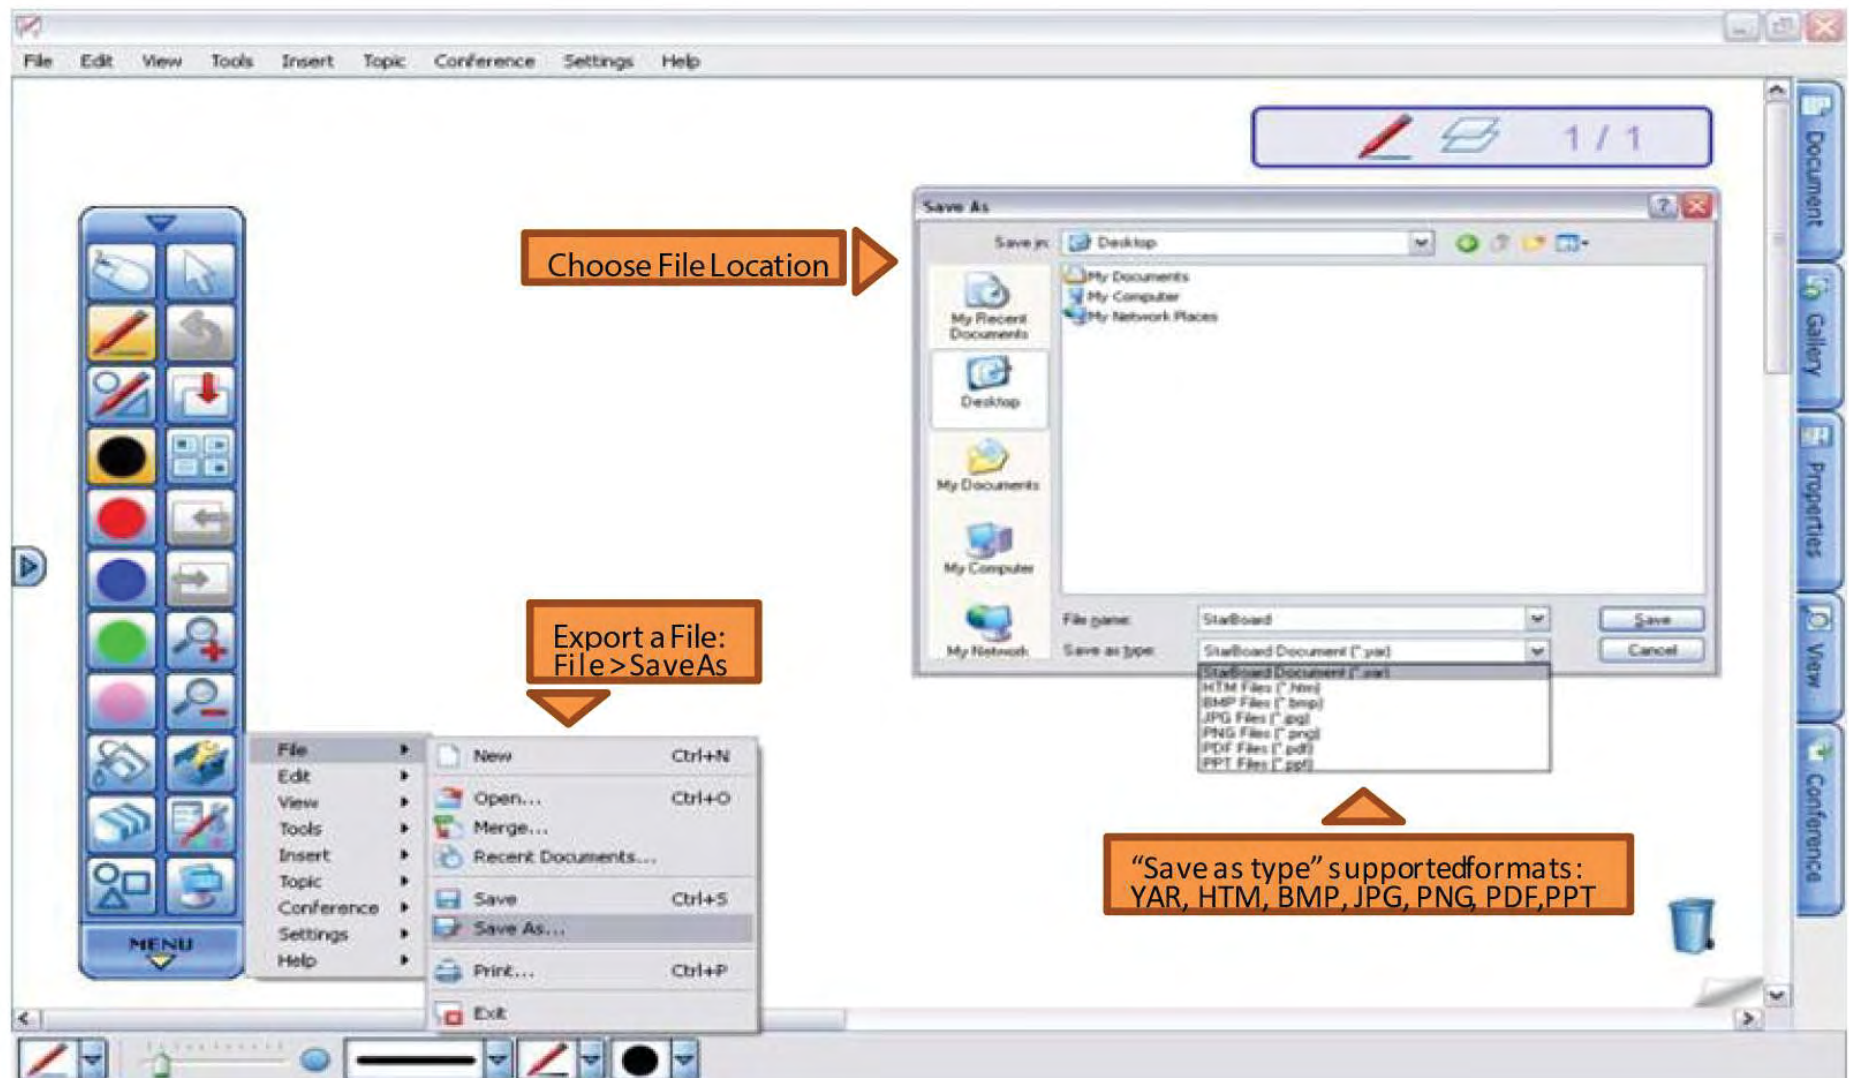 File Edit View Tools Insert Topic Conference Settings Help
1 / 1
Document
Gallery
Properties
View
Conference
Choose File Location
Save As
Save in: Desktop
My Documents
My Computer
My Network Places
My Recent
Documents
Desktop
My Documents
My Computer
My Network
File name: StarBoard Save
Save as type: StarBoard Document (*.yar) Cancel
StarBoard Document (*.yar)
HTM Files (*.htm)
BMP Files (*.bmp)
JPG Files (*.jpg)
PNG Files (*.png)
PDF Files (*.pdf)
PPT Files (*.ppt)
“Save as type” supportedformats:
YAR, HTM, BMP, JPG, PNG, PDF,PPT
Export a File:
File>SaveAs
MENU
File
Edit
View
Tools
Insert
Topic
Conference
Settings
Help
New Ctrl+N
Open... Ctrl+O
Merge...
Recent Documents...
Save Ctrl+S
Save As...
Print... Ctrl+P
Exit